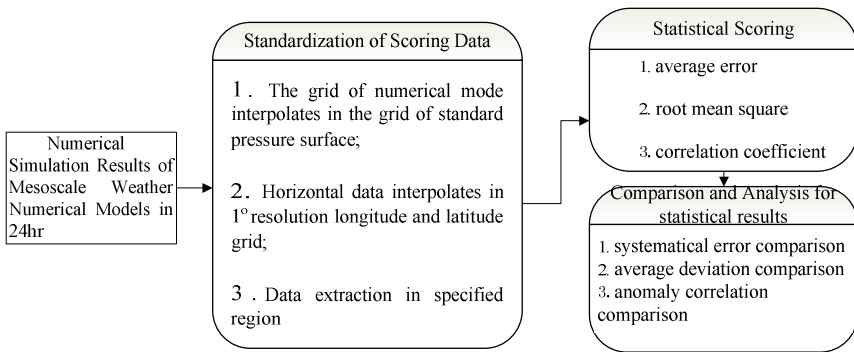 Numerical
Simulation Results of
Mesoscale Weather
Numerical Models in
24hr
Standardization of Scoring Data
1. The grid of numerical mode
interpolates in the grid of standard
pressure surface;
2. Horizontal data interpolates in
1° resolution longitude and latitude
grid;
3. Data extraction in specified
region
Statistical Scoring
1. average error
2. root mean square
3. correlation coefficient
Comparison and Analysis for
statistical results
1. systematical error comparison
2. average deviation comparison
3. anomaly correlation
comparison